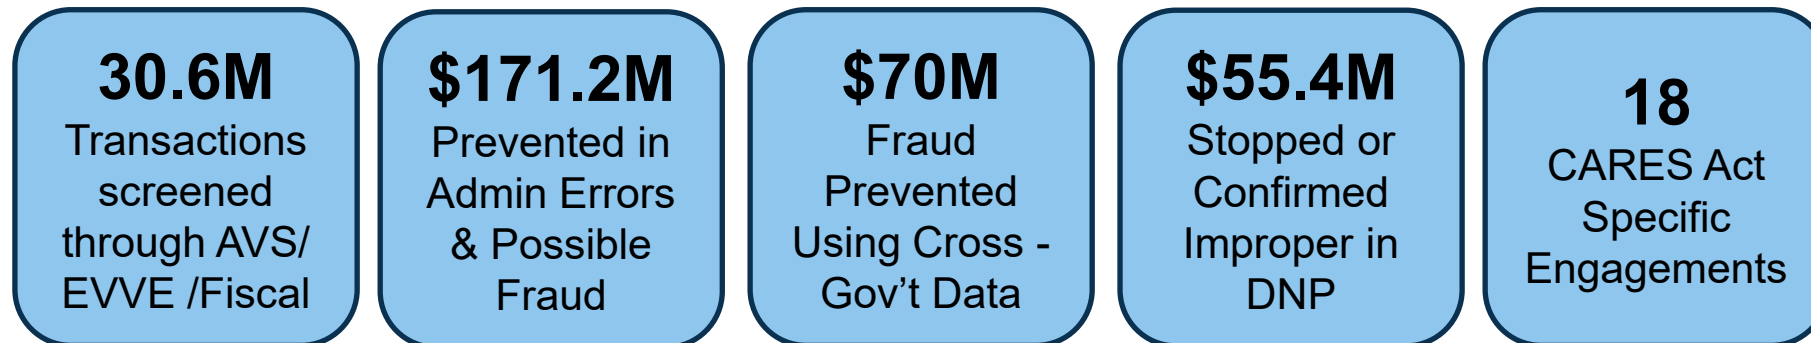 30.6M
Transactions
screened
through AVS/
EVVE /Fiscal
$171.2M
Prevented in
Admin Errors
& Possible
Fraud
$70M
Fraud
Prevented
Using Cross -
Gov’t Data
$55.4M
Stopped or
Confirmed
Improper in
DNP
18
CARES Act
Specific
Engagements